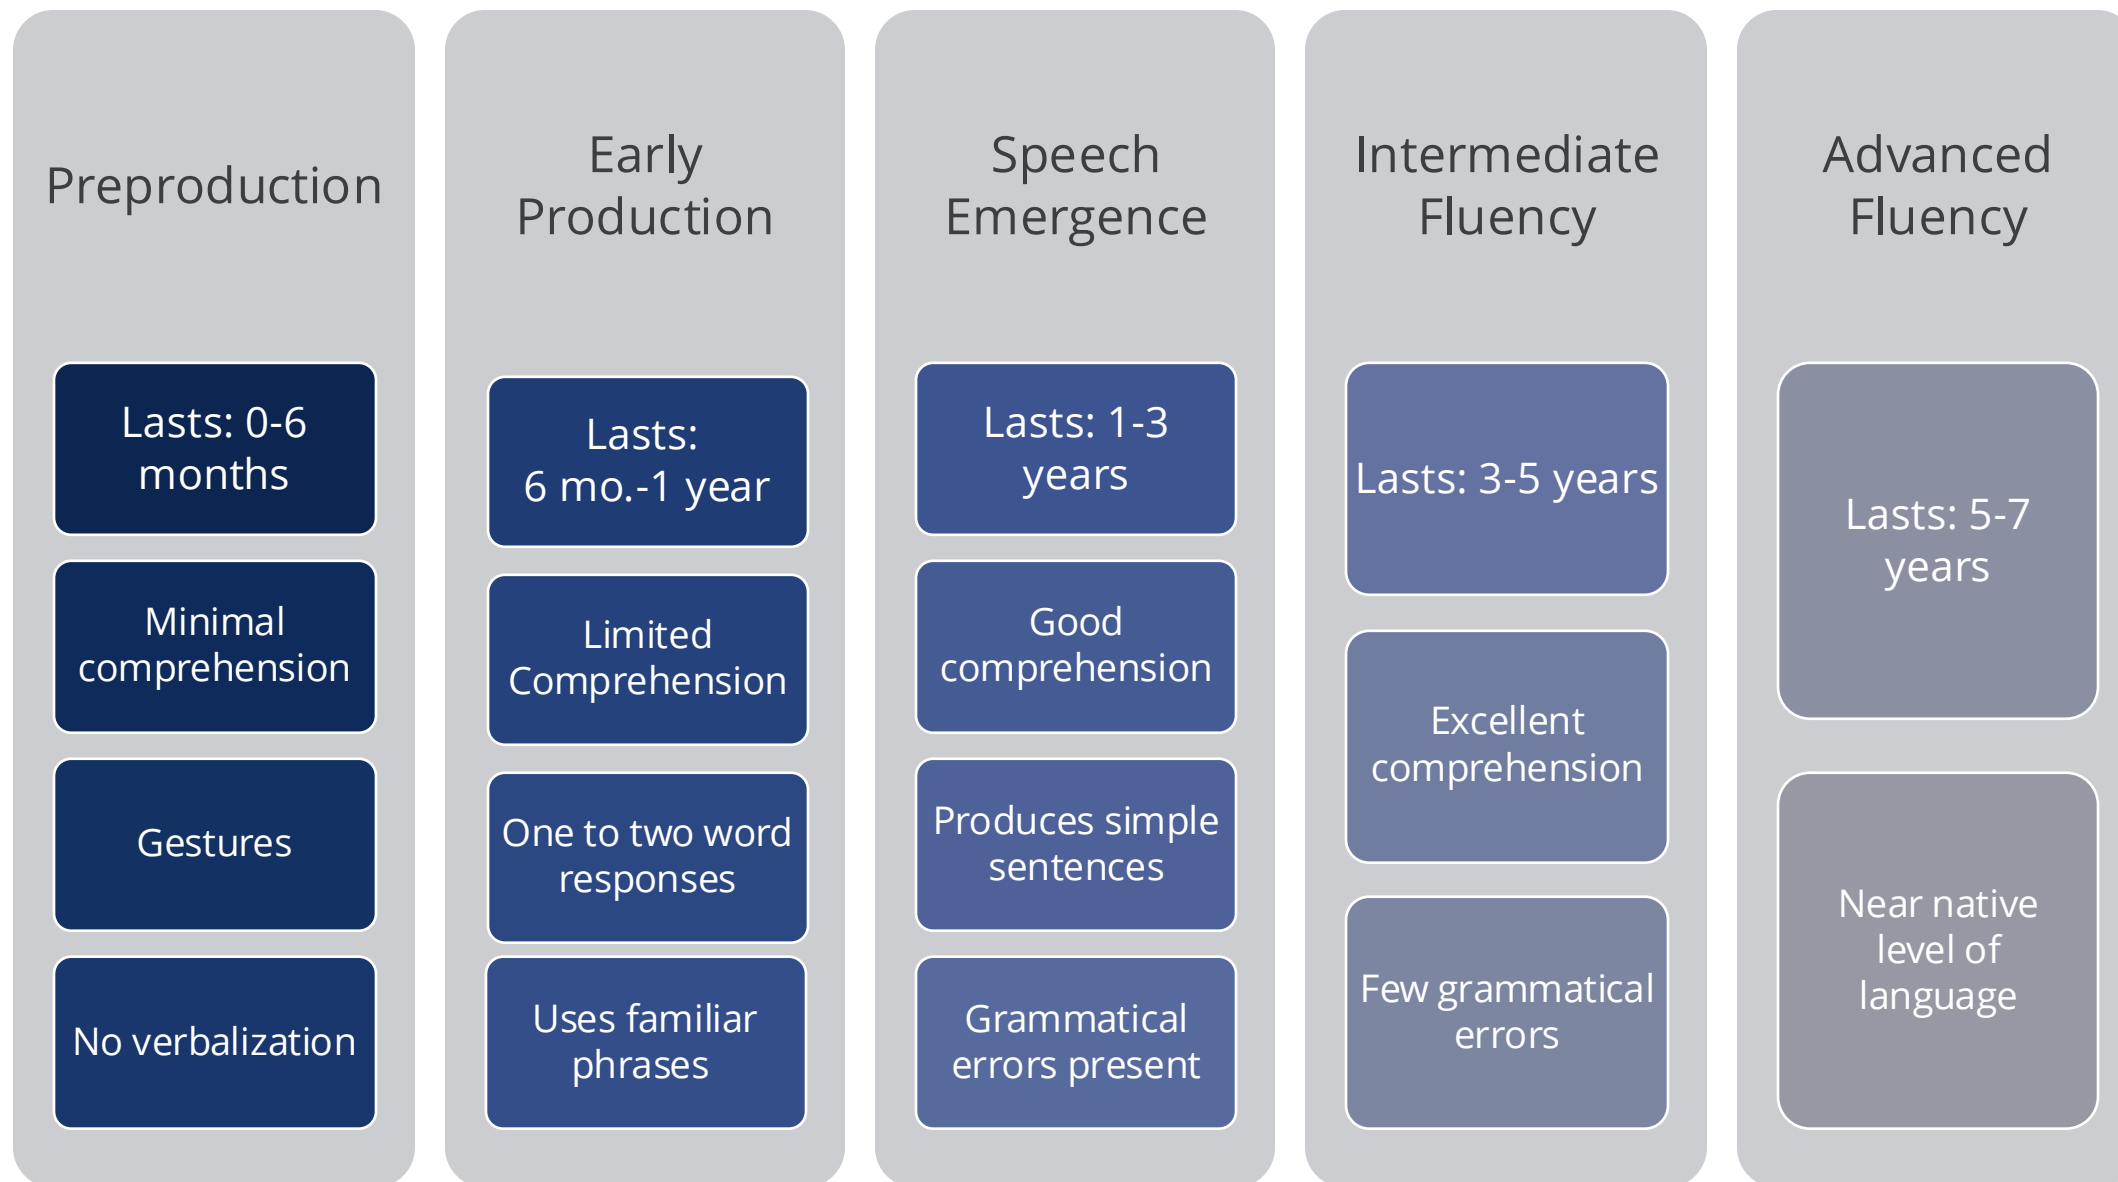 Preproduction
Lasts: 0-6
months
Minimal
comprehension
Gestures
No verbalization
Early
Production
Lasts:
6 mo.-1 year
Limited
Comprehension
One to two word
responses
Uses familiar
phrases
Speech
Emergence
Lasts: 1-3
years
Good
comprehension
Produces simple
sentences
Grammatical
errors present
Intermediate
Fluency
Lasts: 3-5 years
Excellent
comprehension
Few grammatical
errors
Advanced
Fluency
Lasts: 5-7
years
Near native
level of
language